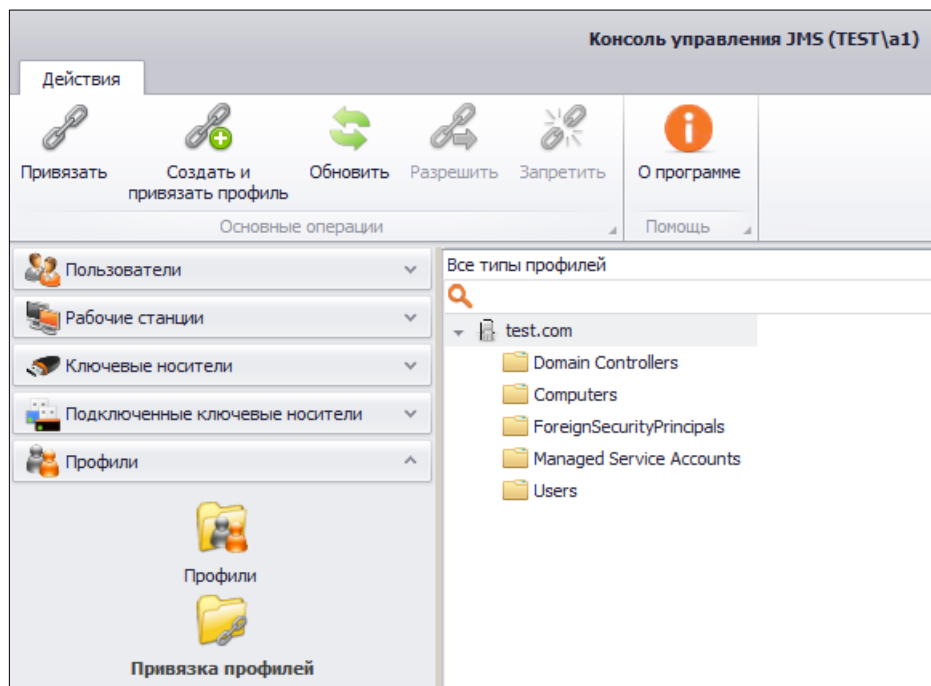 Консоль управления JMS (TEST\a1)
Действия
Привязать
Создать и
привязать профиль
Обновить
Разрешить
Запретить
О программе
Основные операции
Помощь
Пользователи
Рабочие станции
Ключевые носители
Подключенные ключевые носители
Профили
Профили
Привязка профилей
Все типы профилей
test.com
Domain Controllers
Computers
ForeignSecurityPrincipals
Managed Service Accounts
Users